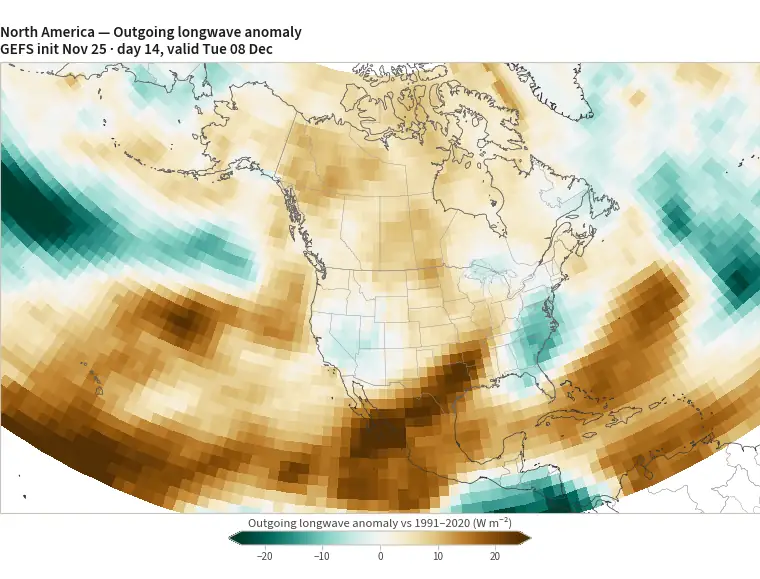 North America — Outgoing longwave anomaly
GEFS init Nov 25 · day 14, valid Tue 08 Dec
Outgoing longwave anomaly vs 1991–2020 (W m⁻²)
−20 −10 0 10 20